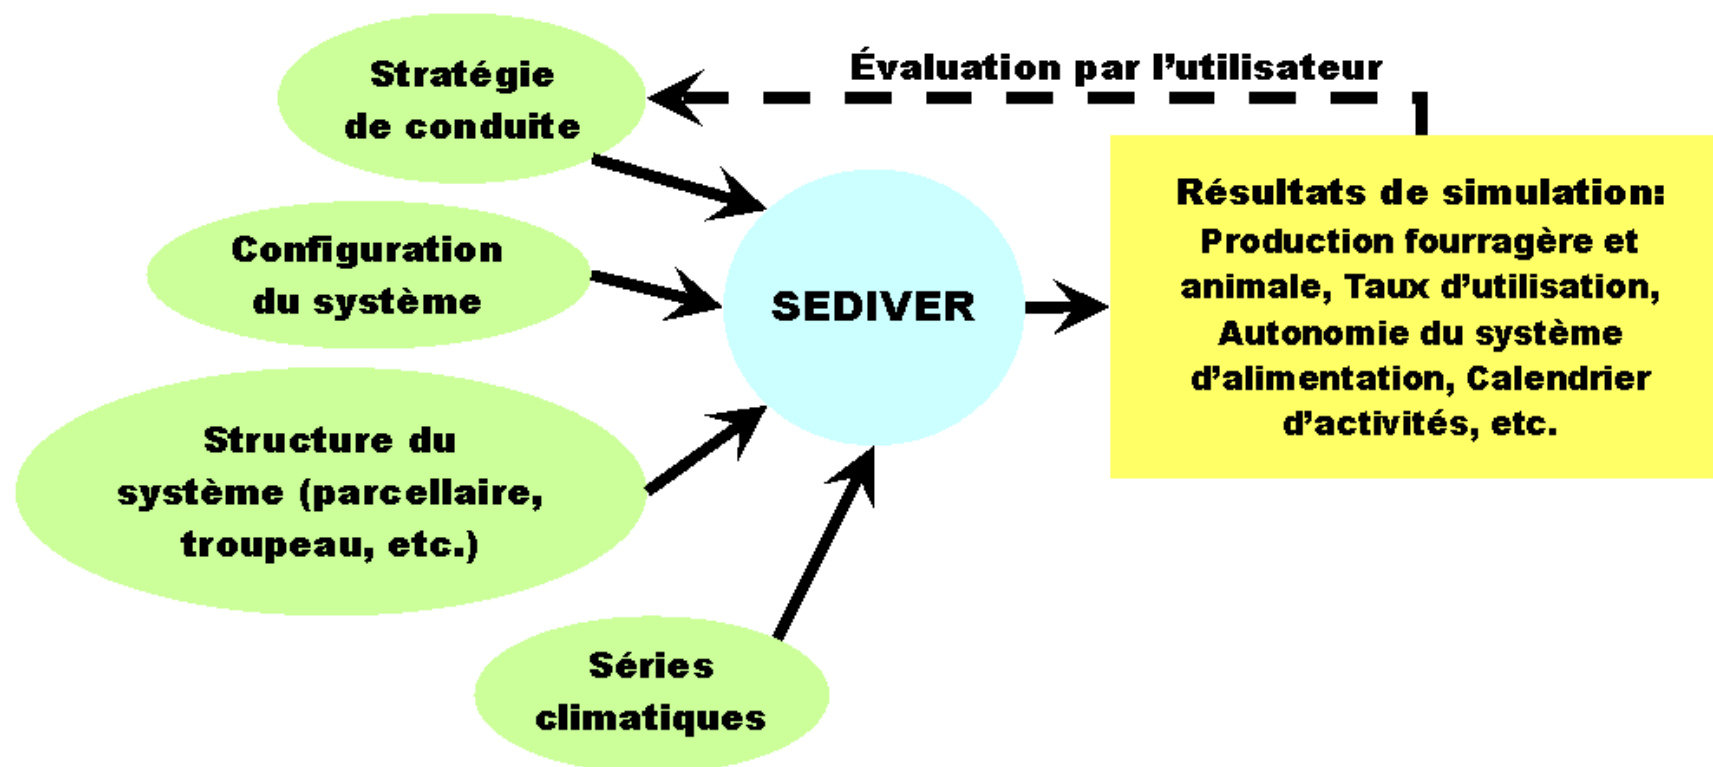 Stratégie
de conduite
Évaluation par l'utilisateur
Configuration
du système
SEDIVER
Résultats de simulation:
Production fourragère et
animale, Taux d'utilisation,
Autonomie du système
d'alimentation, Calendrier
d'activités, etc.
Structure du
système (parcellaire,
troupeau, etc.)
Séries
climatiques